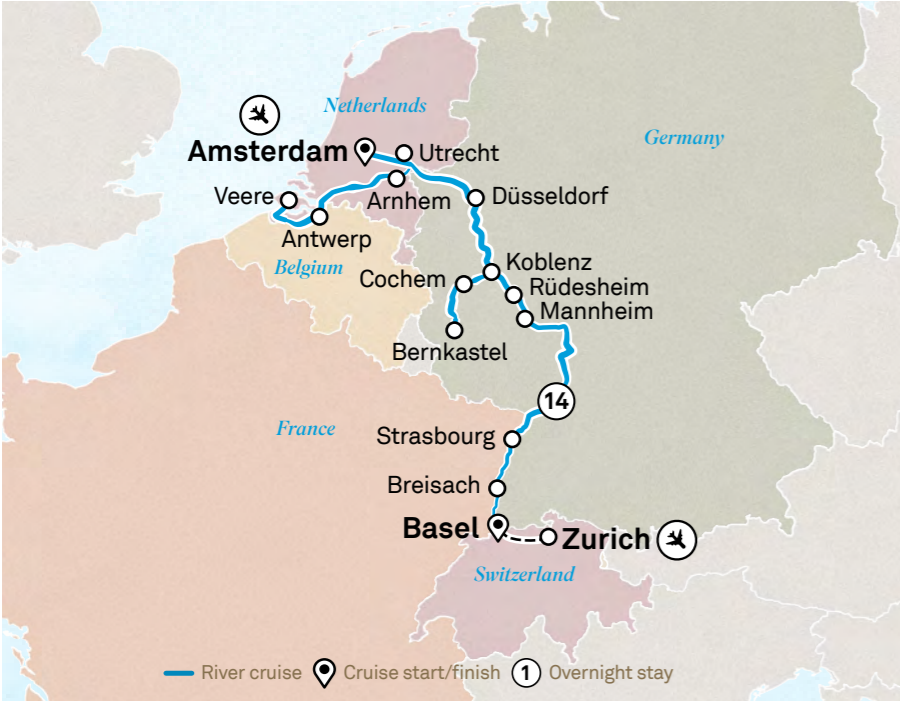 Netherlands
Germany
Amsterdam
Utrecht
Veere
Arnhem
Düsseldorf
Antwerp
Belgium
Koblenz
Cochem
Rüdesheim
Mannheim
Bernkastel
14
France
Strasbourg
Breisach
Basel
Zurich
Switzerland
River cruise
Cruise start/finish
1
Overnight stay